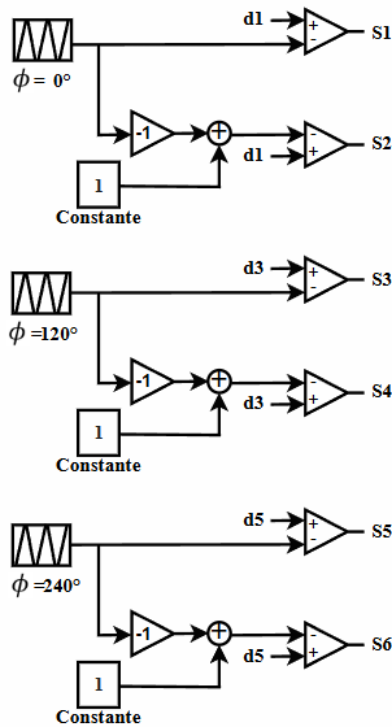 d1
+
-
S1
ϕ = 0°
-1
+
-
S2
d1
+
1
Constante
d3
+
-
S3
ϕ =120°
-1
+
-
S4
d3
+
1
Constante
d5
+
-
S5
ϕ =240°
-1
+
-
S6
d5
+
1
Constante